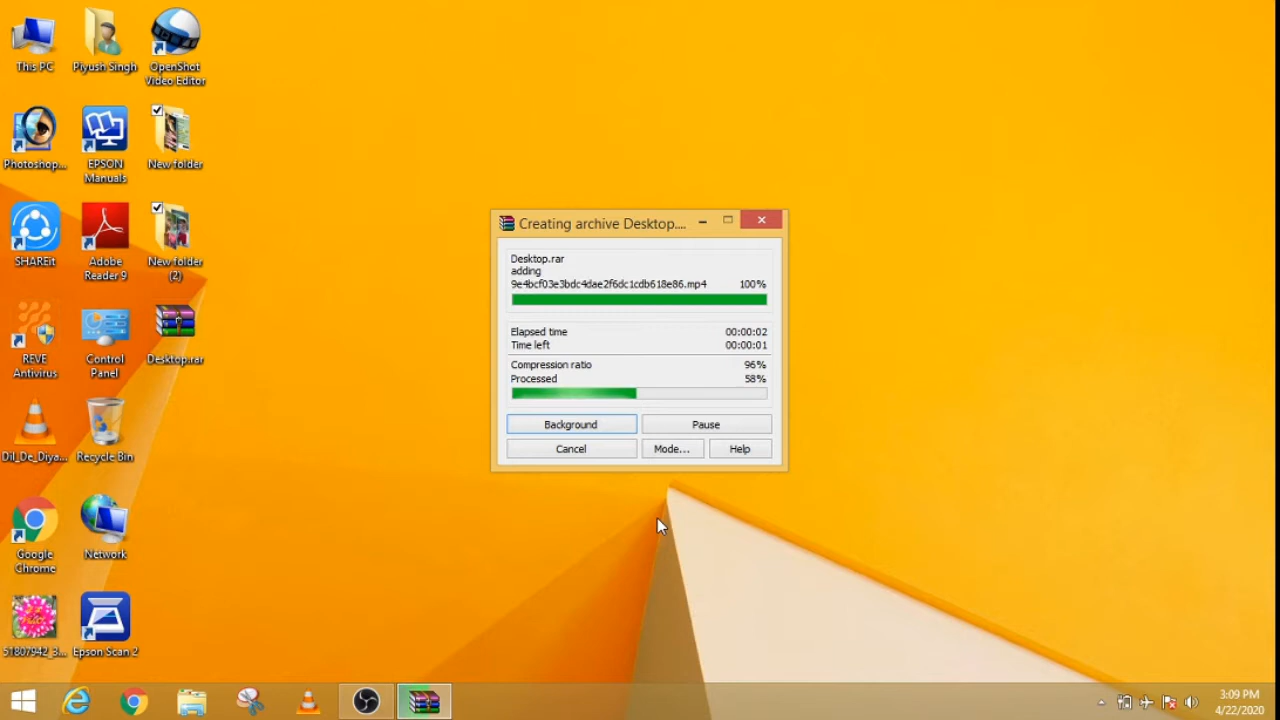 This PC
Piyush Singh
OpenShot
Video Editor
Photoshop...
EPSON
Manuals
New folder
SHAREit
Adobe
Reader 9
New folder
(2)
REVE
Antivirus
Control
Panel
Desktop.rar
Dil_De_Diya...
Recycle Bin
Google
Chrome
Network
51807942_3...
Epson Scan 2
Creating archive Desktop....
Desktop.rar
adding
9e4bcf03e3bdc4dae2f6dc1cdb618e86.mp4 100%
Elapsed time 00:00:02
Time left 00:00:01
Compression ratio 96%
Processed 58%
Background Pause
Cancel Mode... Help
3:09 PM
4/22/2020